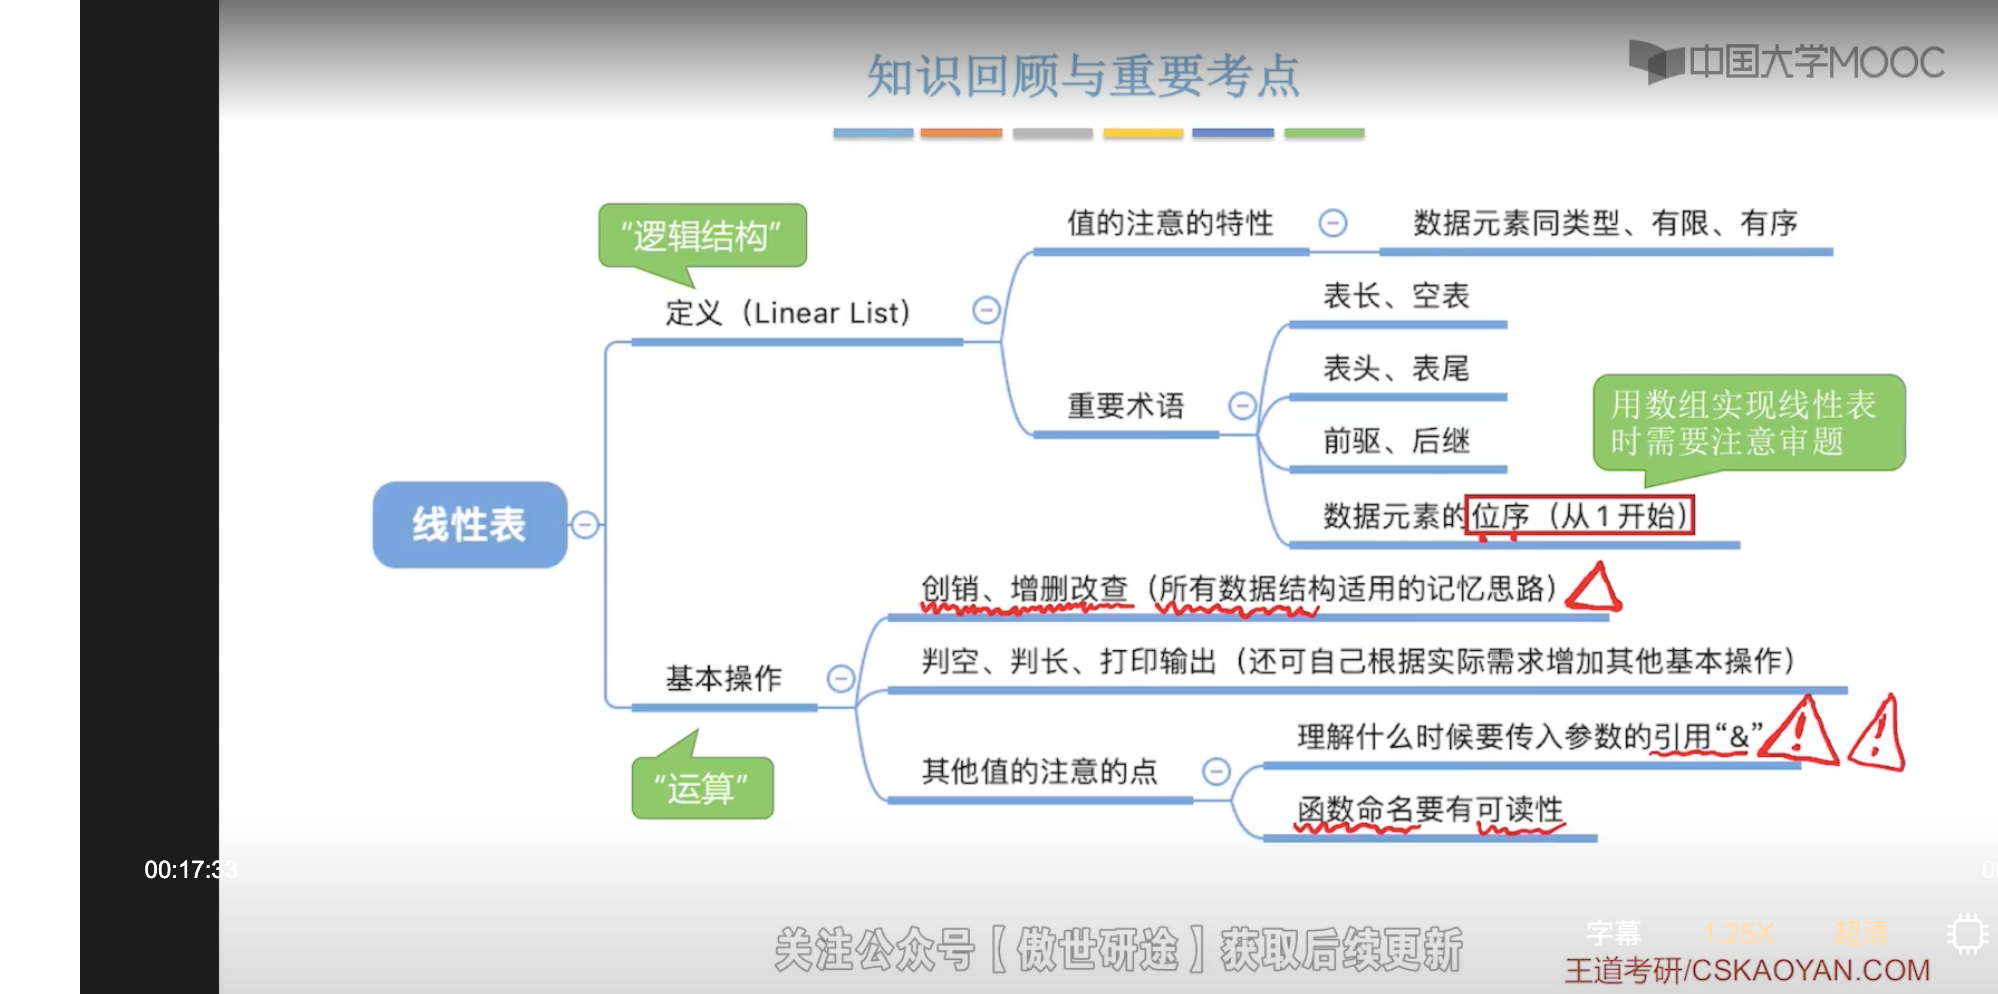 知识回顾与重要考点
中国大学MOOC
“逻辑结构”
值的注意的特性
数据元素同类型、有限、有序
定义（Linear List）
表长、空表
表头、表尾
重要术语
用数组实现线性表
时需要注意审题
前驱、后继
数据元素的位序（从1开始）
线性表
创销、增删改查（所有数据结构适用的记忆思路）
基本操作
判空、判长、打印输出（还可自己根据实际需求增加其他基本操作）
理解什么时候要传入参数的引用“&”
其他值的注意的点
“运算”
函数命名要有可读性
00:17:33
关注公众号【傲世研途】获取后续更新
字幕
1.25X
超清
王道考研/CSKAOYAN.COM